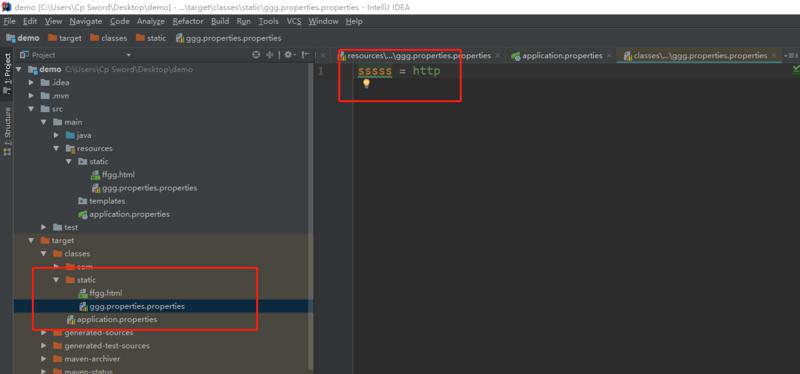 demo [C:\Users\Cp Sword\Desktop\demo] - ...\target\classes\static\ggg.properties.properties - IntelliJ IDEA
File Edit View Navigate Code Analyze Refactor Build Run Tools VCS Window Help
demo target classes static ggg.properties.properties
Project
resources\...\ggg.properties.properties
application.properties
classes\...\ggg.properties.properties
1: Project
7: Structure
demo C:\Users\Cp Sword\Desktop\demo
.idea
.mvn
src
main
java
resources
static
ffgg.html
ggg.properties.properties
templates
application.properties
test
target
classes
com
static
ffgg.html
ggg.properties.properties
application.properties
generated-sources
generated-test-sources
maven-archiver
maven-status
1 sssss = http